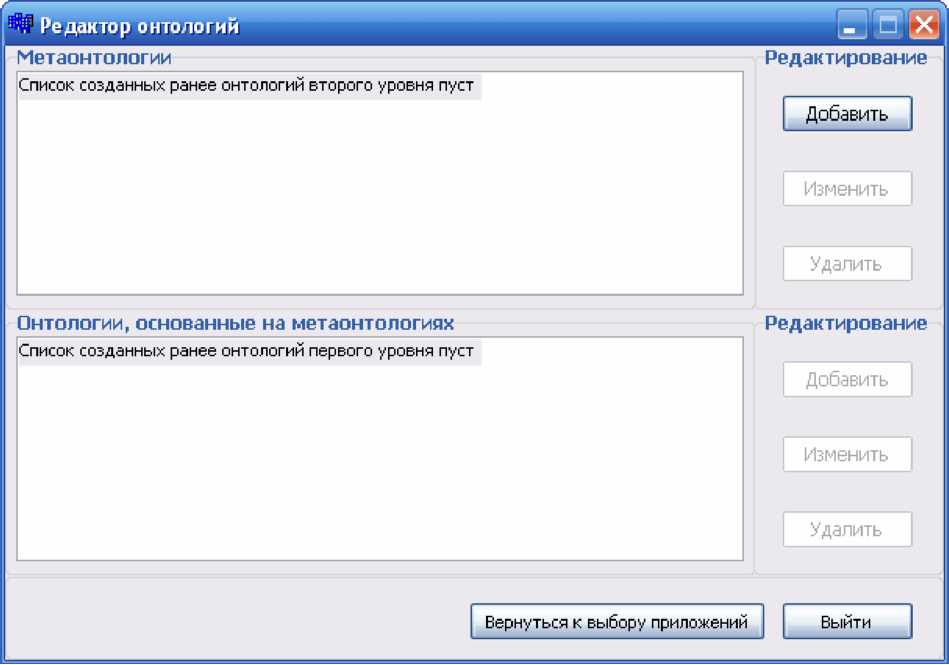 Редактор онтологий
Метаонтологии
Редактирование
Список созданных ранее онтологий второго уровня пуст
Добавить
Изменить
Удалить
Онтологии, основанные на метаонтологиях
Редактирование
Список созданных ранее онтологий первого уровня пуст
Добавить
Изменить
Удалить
Вернуться к выбору приложений
Выйти